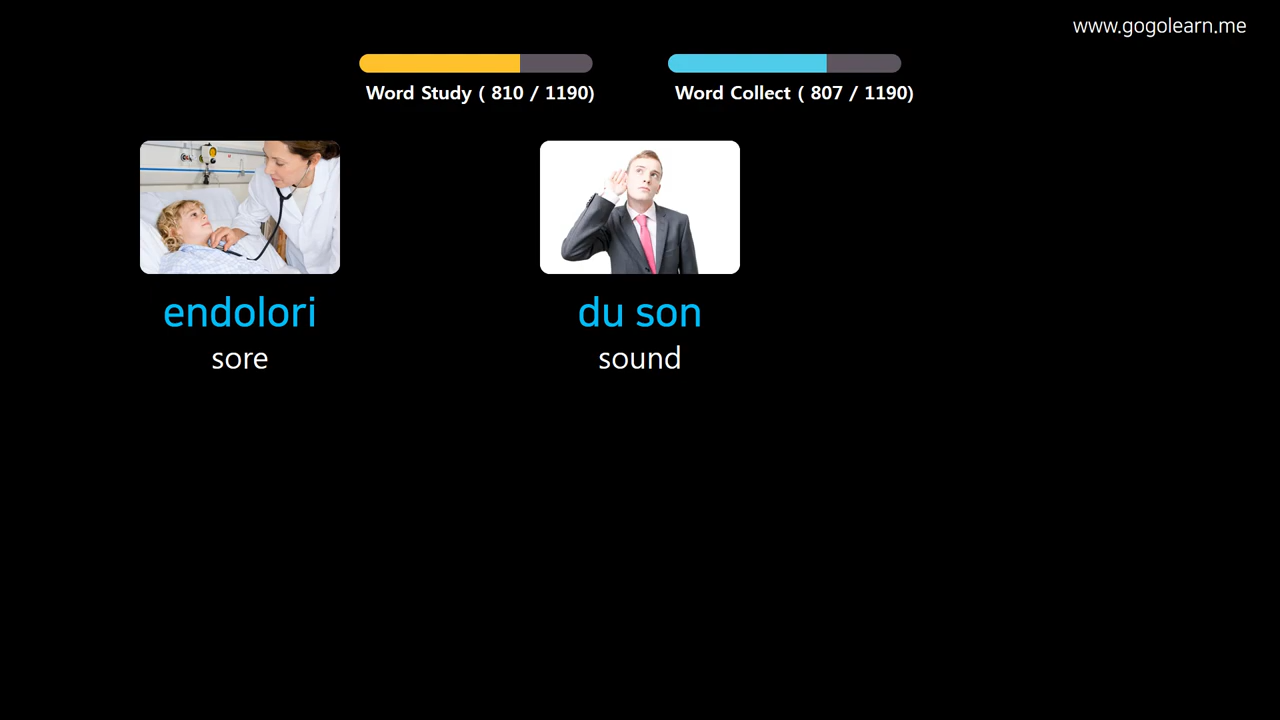 www.gogolearn.me
Word Study ( 810 / 1190)
Word Collect ( 807 / 1190)
endolori
sore
du son
sound